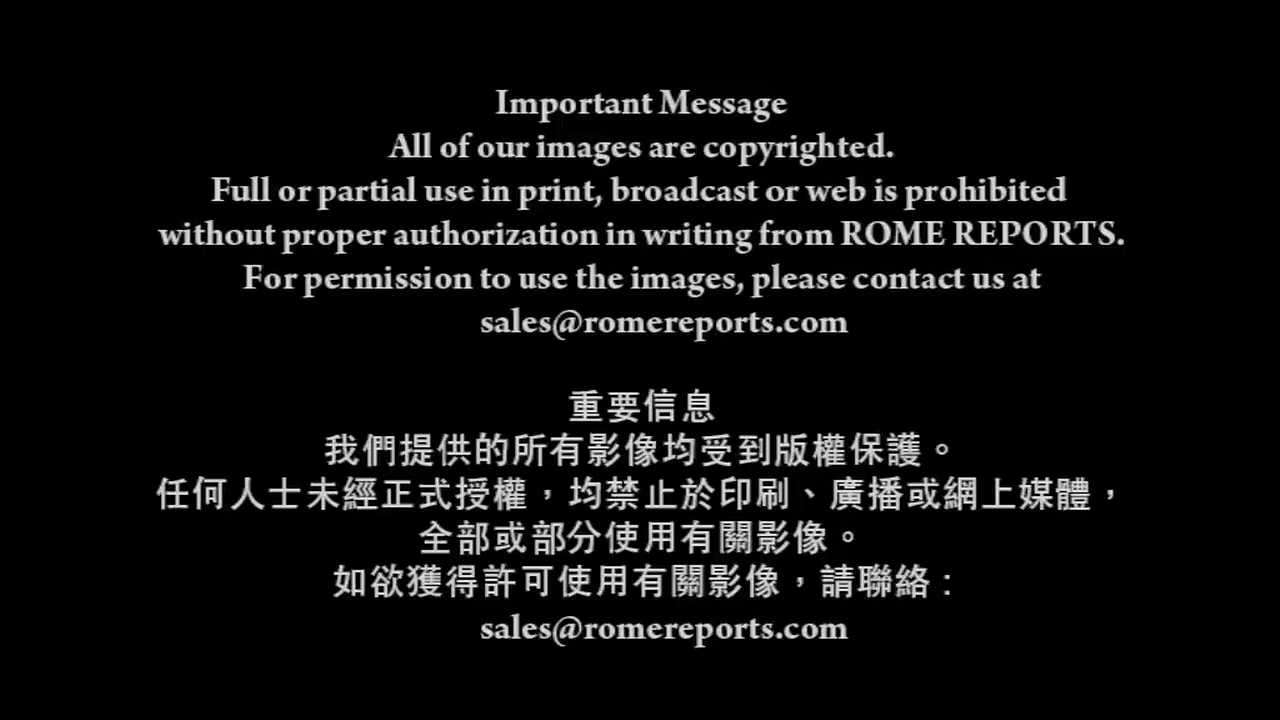 Important Message
All of our images are copyrighted.
Full or partial use in print, broadcast or web is prohibited
without proper authorization in writing from ROME REPORTS.
For permission to use the images, please contact us at
sales@romereports.com
重要信息
我們提供的所有影像均受到版權保護。
任何人士未經正式授權，均禁止於印刷、廣播或網上媒體，
全部或部分使用有關影像。
如欲獲得許可使用有關影像，請聯絡：
sales@romereports.com